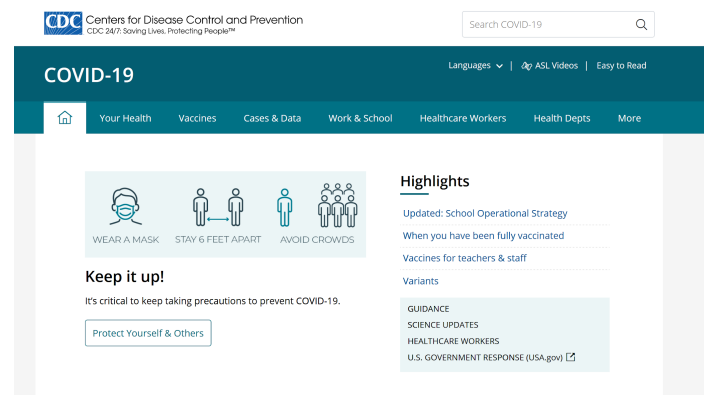 CDC Centers for Disease Control and Prevention
CDC 24/7: Saving Lives, Protecting People™
Search COVID-19
COVID-19
Languages | ASL Videos | Easy to Read
Your Health Vaccines Cases & Data Work & School Healthcare Workers Health Depts More
WEAR A MASK STAY 6 FEET APART AVOID CROWDS
Keep it up!
It's critical to keep taking precautions to prevent COVID-19.
Protect Yourself & Others
Highlights
Updated: School Operational Strategy
When you have been fully vaccinated
Vaccines for teachers & staff
Variants
GUIDANCE
SCIENCE UPDATES
HEALTHCARE WORKERS
U.S. GOVERNMENT RESPONSE (USA.gov)